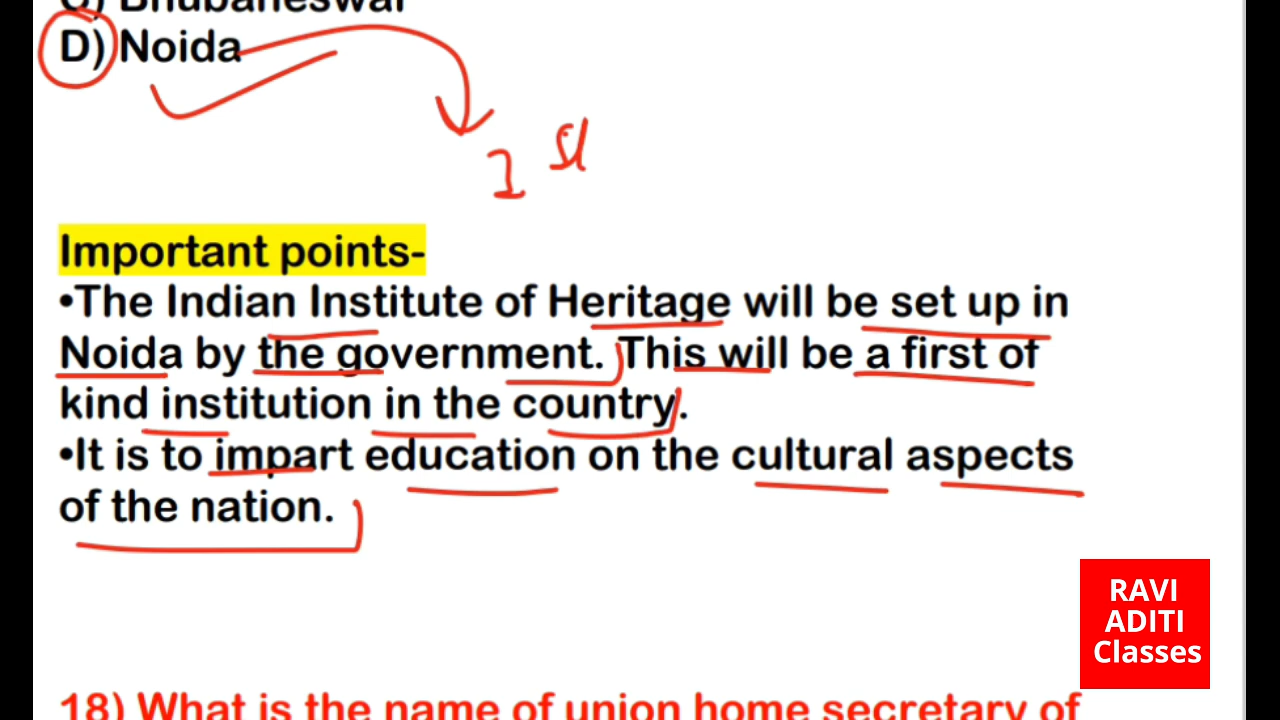 C) Bhubaneswar
D) Noida
1st
Important points-
•The Indian Institute of Heritage will be set up in
Noida by the government. This will be a first of
kind institution in the country.
•It is to impart education on the cultural aspects
of the nation.
RAVI
ADITI
Classes
18) What is the name of union home secretary of